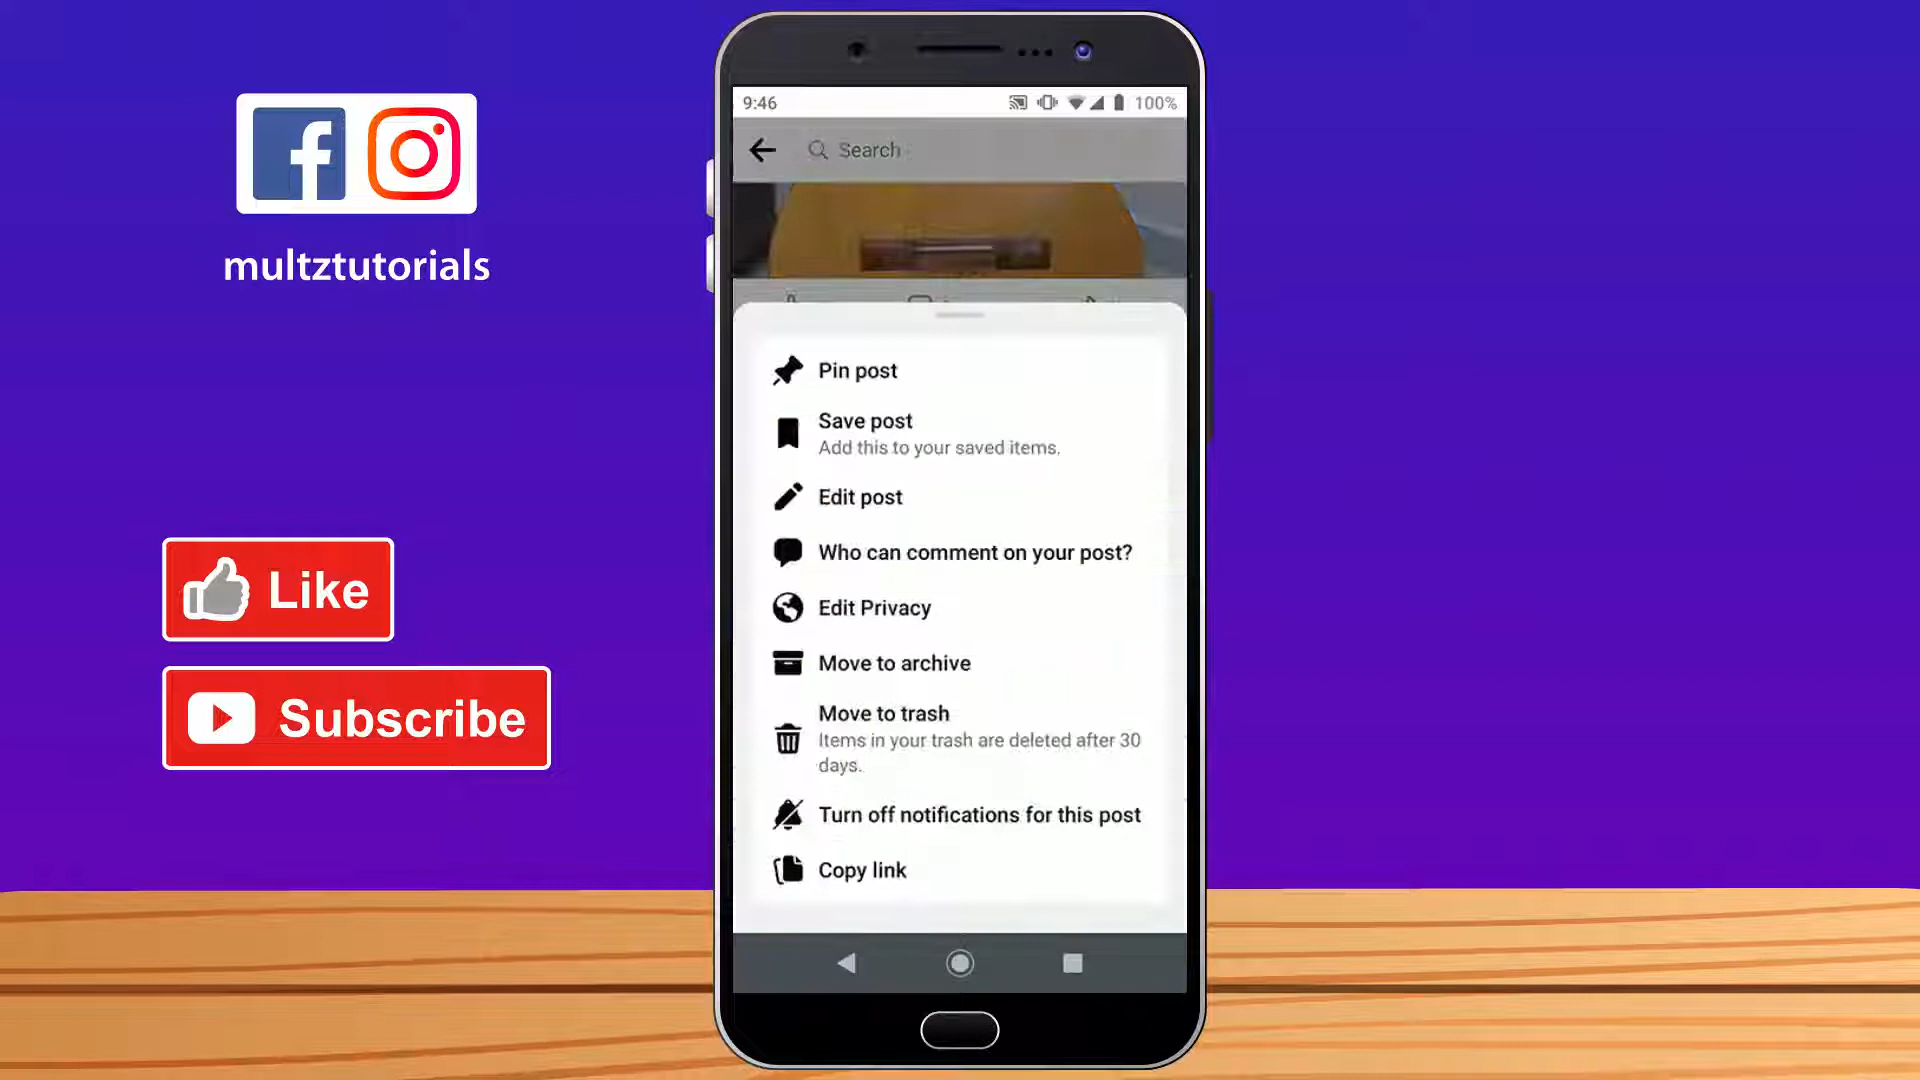 multztutorials
Like
Subscribe
9:46
100%
Search
Pin post
Save post
Add this to your saved items.
Edit post
Who can comment on your post?
Edit Privacy
Move to archive
Move to trash
Items in your trash are deleted after 30
days.
Turn off notifications for this post
Copy link